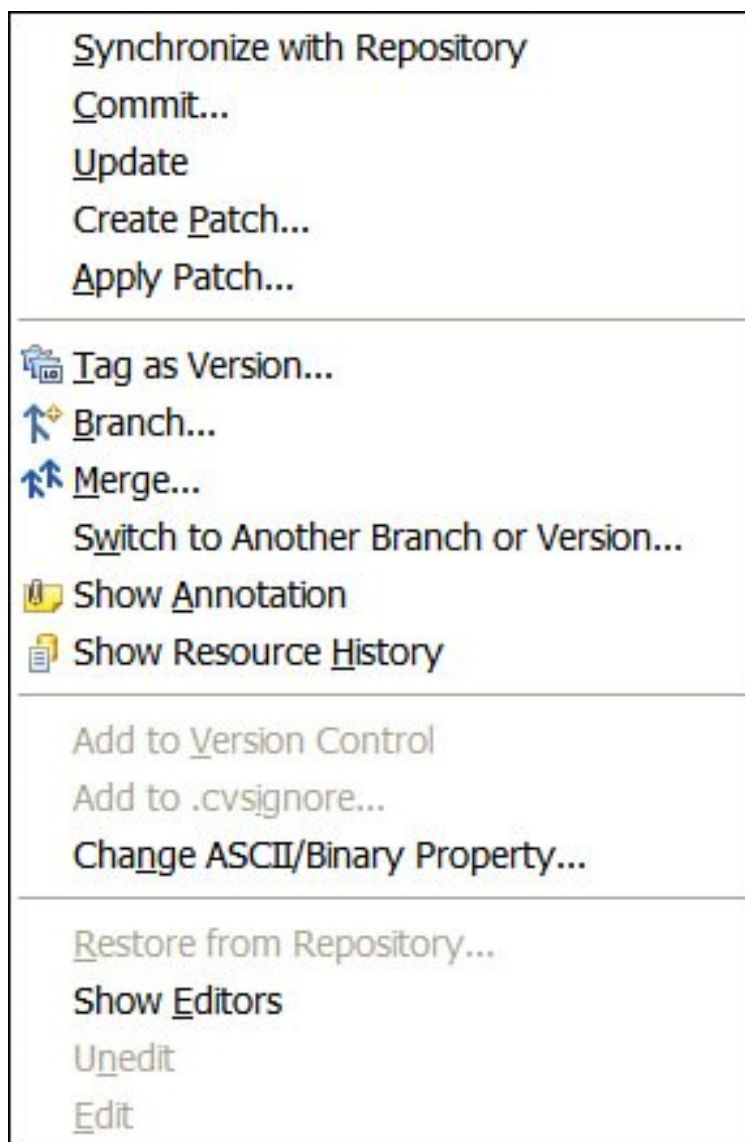 Synchronize with Repository
Commit...
Update
Create Patch...
Apply Patch...
Tag as Version...
Branch...
Merge...
Switch to Another Branch or Version...
Show Annotation
Show Resource History
Add to Version Control
Add to .cvsignore...
Change ASCII/Binary Property...
Restore from Repository...
Show Editors
Unedit
Edit